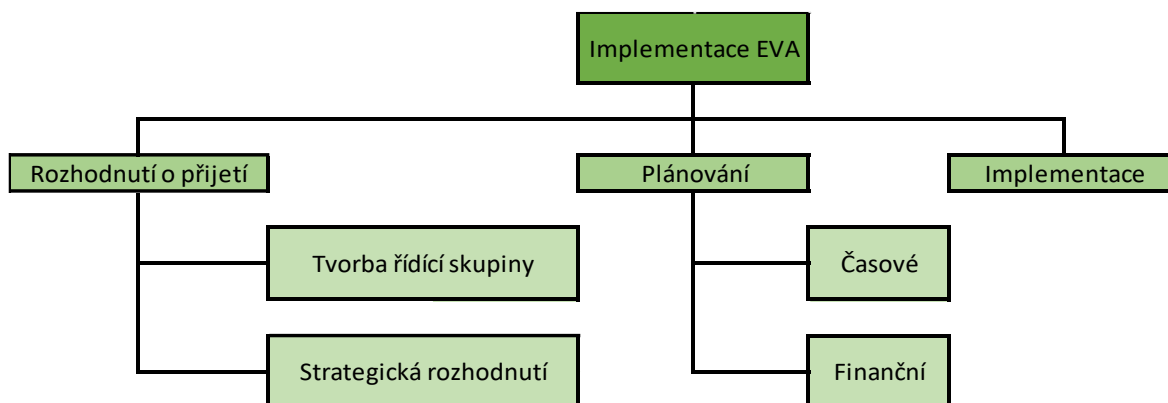 Implementace EVA
Rozhodnutí o přijetí
Plánování
Implementace
Tvorba řídící skupiny
Časové
Strategická rozhodnutí
Finanční